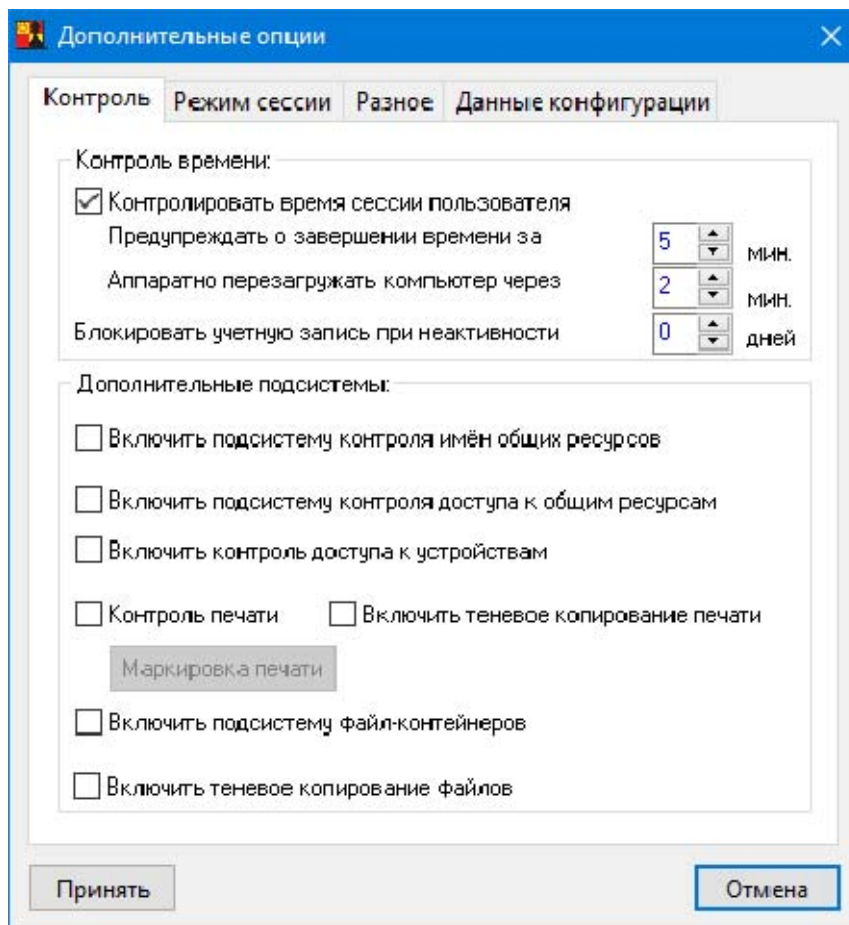 Дополнительные опции
Контроль Режим сессии Разное Данные конфигурации
Контроль времени:
Контролировать время сессии пользователя
Предупреждать о завершении времени за 5 мин.
Аппаратно перезагружать компьютер через 2 мин.
Блокировать учетную запись при неактивности 0 дней
Дополнительные подсистемы:
Включить подсистему контроля имён общих ресурсов
Включить подсистему контроля доступа к общим ресурсам
Включить контроль доступа к устройствам
Контроль печати Включить теневое копирование печати
Маркировка печати
Включить подсистему файл-контейнеров
Включить теневое копирование файлов
Принять Отмена